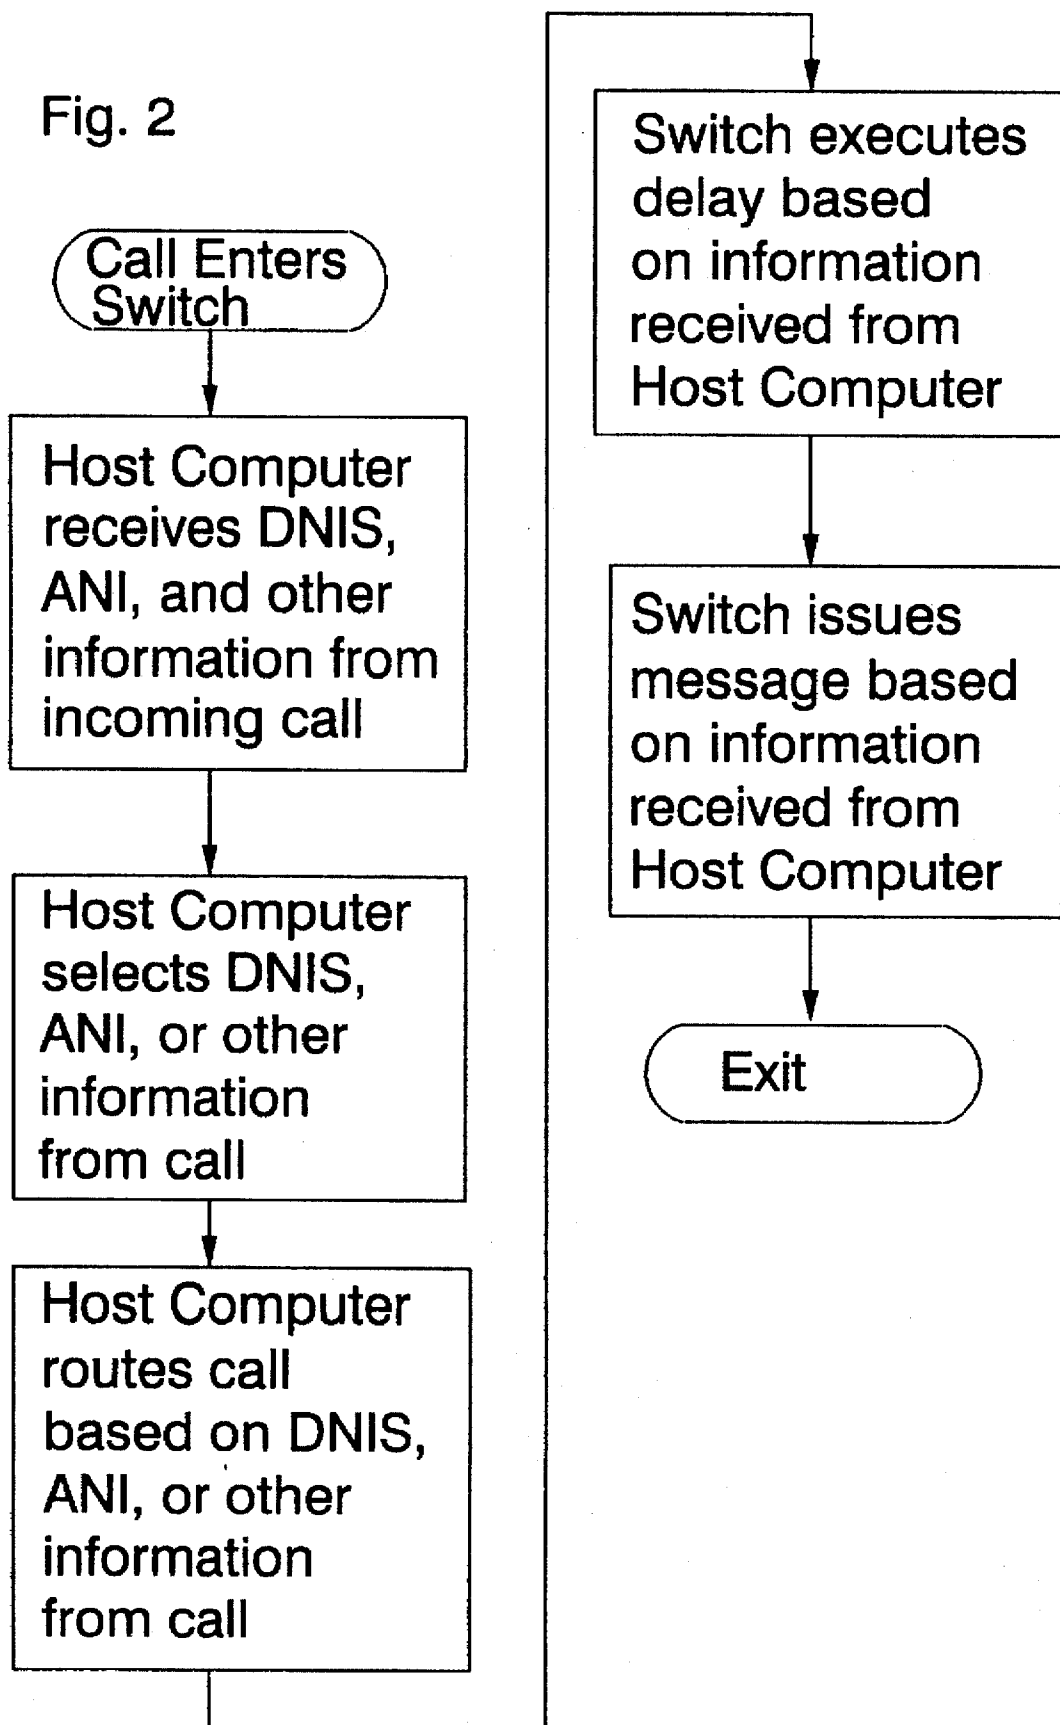 Fig. 2
Call Enters
Switch
Host Computer
receives DNIS,
ANI, and other
information from
incoming call
Host Computer
selects DNIS,
ANI, or other
information
from call
Host Computer
routes call
based on DNIS,
ANI, or other
information
from call
Switch executes
delay based
on information
received from
Host Computer
Switch issues
message based
on information
received from
Host Computer
Exit